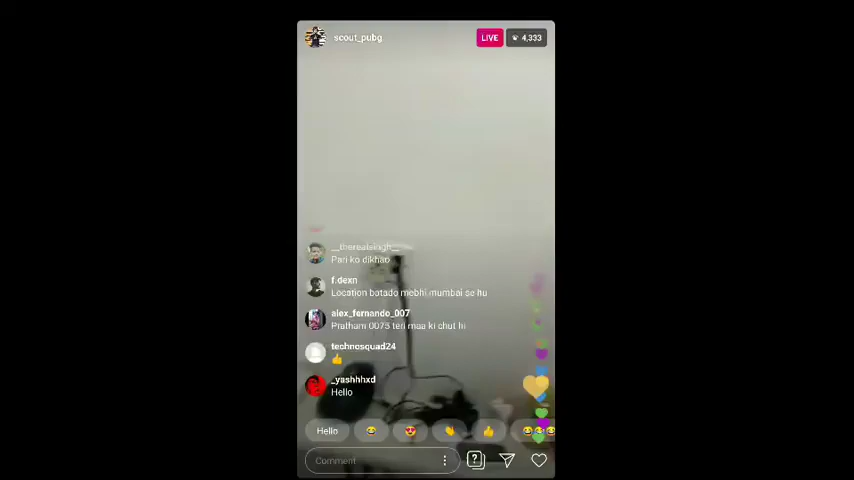 scout_pubg
LIVE
4,333
__therealsingh__
Pari ko dikhao
f.dexn
Location batado mebhi mumbai se hu
alex_fernando_007
Pratham 0073 teri maa ki chut hi
technosquad24
👍
_yashhhxd
Hello
Hello 😂 😍 👏 👍 😂
Comment